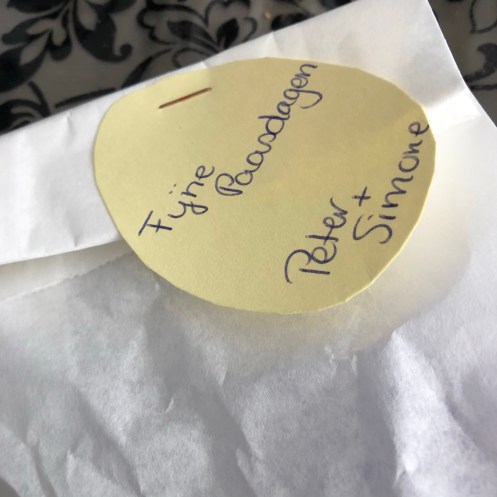 Fijne
Paasdagen
Peter +
Simone